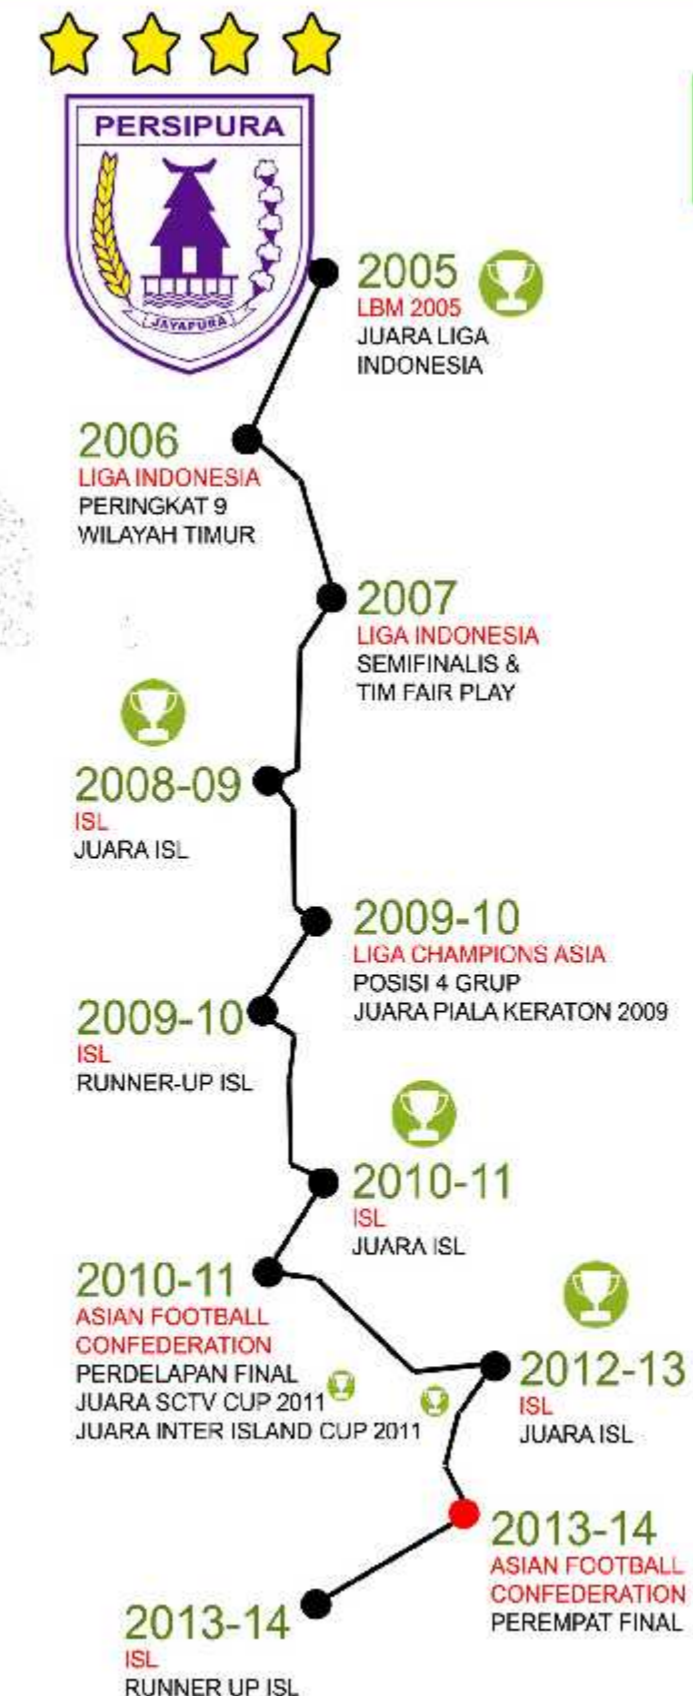 PERSIPURA
JAYAPURA
2005
LBM 2005
JUARA LIGA
INDONESIA
2006
LIGA INDONESIA
PERINGKAT 9
WILAYAH TIMUR
2007
LIGA INDONESIA
SEMIFINALIS &
TIM FAIR PLAY
2008-09
ISL
JUARA ISL
2009-10
LIGA CHAMPIONS ASIA
POSISI 4 GRUP
JUARA PIALA KERATON 2009
2009-10
ISL
RUNNER-UP ISL
2010-11
ISL
JUARA ISL
2010-11
ASIAN FOOTBALL
CONFEDERATION
PERDELAPAN FINAL
JUARA SCTV CUP 2011
JUARA INTER ISLAND CUP 2011
2012-13
ISL
JUARA ISL
2013-14
ASIAN FOOTBALL
CONFEDERATION
PEREMPAT FINAL
2013-14
ISL
RUNNER UP ISL